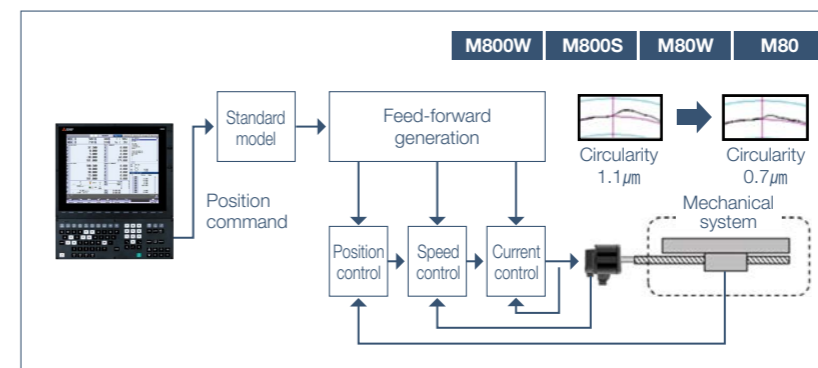 M800W M800S M80W M80
Standard
model
Feed-forward
generation
Circularity
1.1μm
Circularity
0.7μm
Position
command
Mechanical
system
Position
control
Speed
control
Current
control